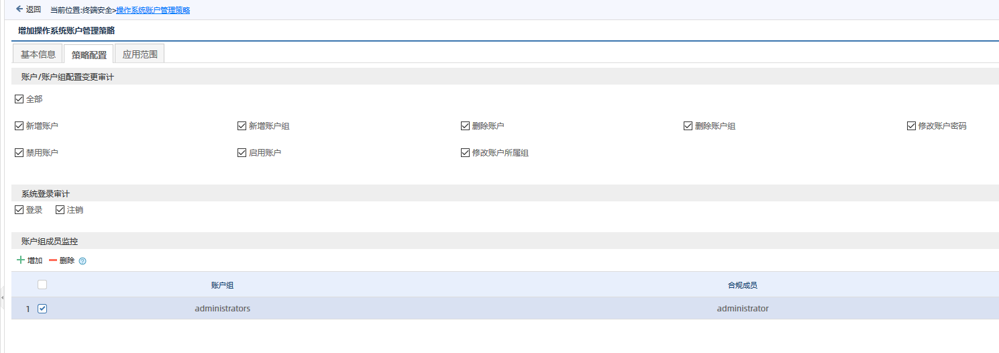 返回 当前位置:终端安全>操作系统账户管理策略
增加操作系统账户管理策略
基本信息 策略配置 应用范围
账户/账户组配置变更审计
全部
新增账户 新增账户组 删除账户 删除账户组 修改账户密码
禁用账户 启用账户 修改账户所属组
系统登录审计
登录 注销
账户组成员监控
增加 删除 ?
账户组 合规成员
1 administrators administrator